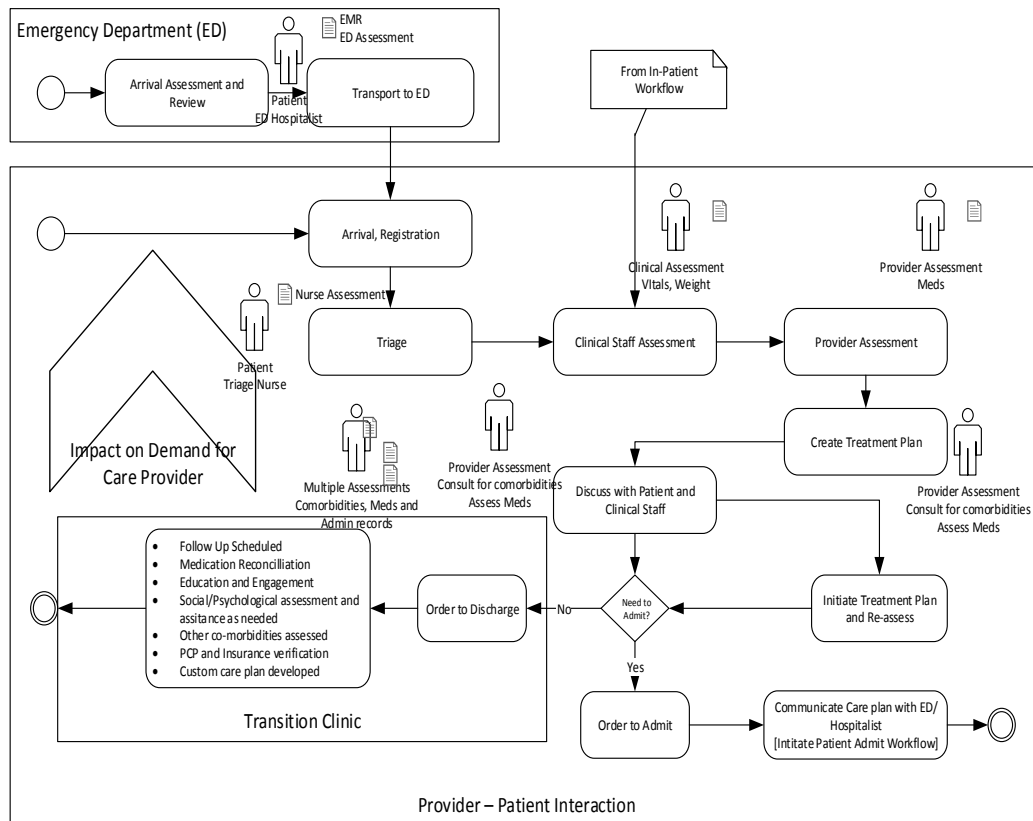 Emergency Department (ED)
EMR
ED Assessment
Arrival Assessment and
Review
Patient
ED Hospitalist
Transport to ED
From In-Patient
Workflow
Arrival, Registration
Clinical Assessment
VItals, Weight
Provider Assessment
Meds
Nurse Assessment
Patient
Triage Nurse
Triage
Clinical Staff Assessment
Provider Assessment
Impact on Demand for
Care Provider
Multiple Assessments
Comorbidities, Meds and
Admin records
Provider Assessment
Consult for comorbidities
Assess Meds
Create Treatment Plan
Provider Assessment
Consult for comorbidities
Assess Meds
Discuss with Patient and
Clinical Staff
• Follow Up Scheduled
• Medication Reconcilliation
• Education and Engagement
• Social/Psychological assessment and
assitance as needed
• Other co-morbidities assessed
• PCP and Insurance verification
• Custom care plan developed
Order to Discharge
No
Need to
Admit?
Initiate Treatment Plan
and Re-assess
Yes
Transition Clinic
Order to Admit
Communicate Care plan with ED/
Hospitalist
[Intitate Patient Admit Workflow]
Provider – Patient Interaction